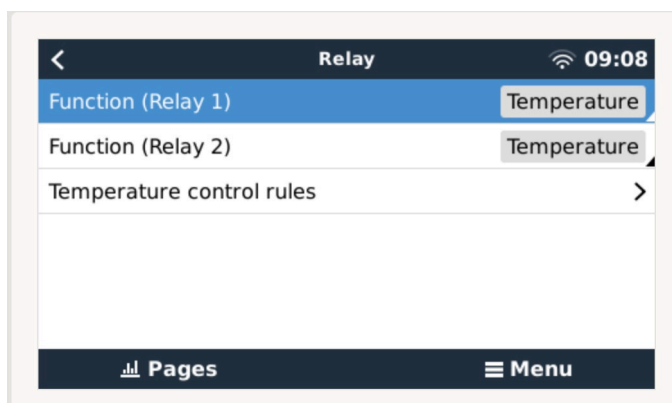 Relay 09:08
Function (Relay 1) Temperature
Function (Relay 2) Temperature
Temperature control rules
Pages Menu